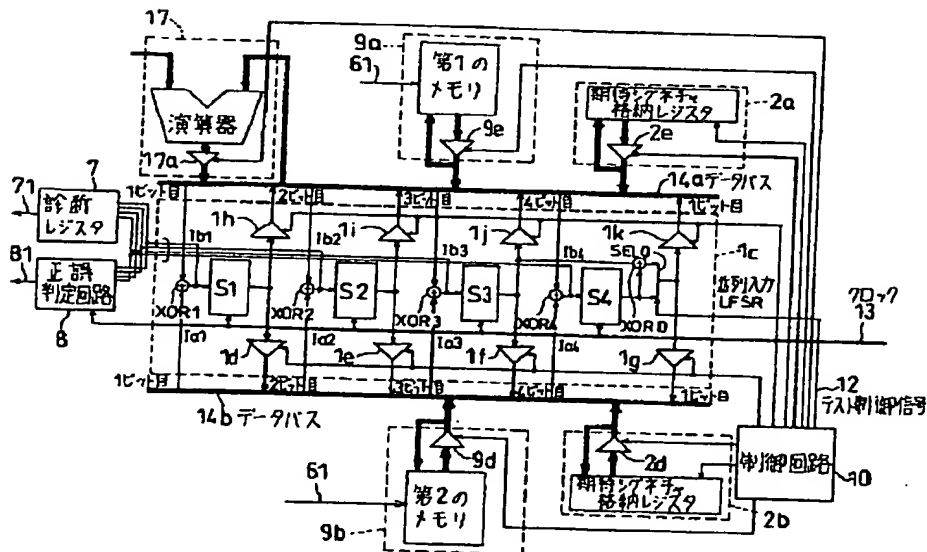 17
演算器
17a
9a
61
第1の
メモリ
9e
期待シグネチャ
格納レジスタ
2a
2e
14aデータバス
71
7
診断
レジスタ
81
正誤
判定回路
8
1ビット目
2ビット目
3ビット目
4ビット目
1ビット目
1h
1i
1j
1k
Ib1
Ib2
Ib3
Ib4
SEL0
1c
並列入力
LFSR
S1
S2
S3
S4
XOR1
XOR2
XOR3
XOR4
XOR0
クロック
13
Ia1
Ia2
Ia3
Ia4
1d
1e
1f
1g
1ビット目
2ビット目
3ビット目
4ビット目
1ビット目
14bデータバス
12
テスト制御信号
制御回路
10
61
第2の
メモリ
9d
9b
2d
期待シグネチャ
格納レジスタ
2b